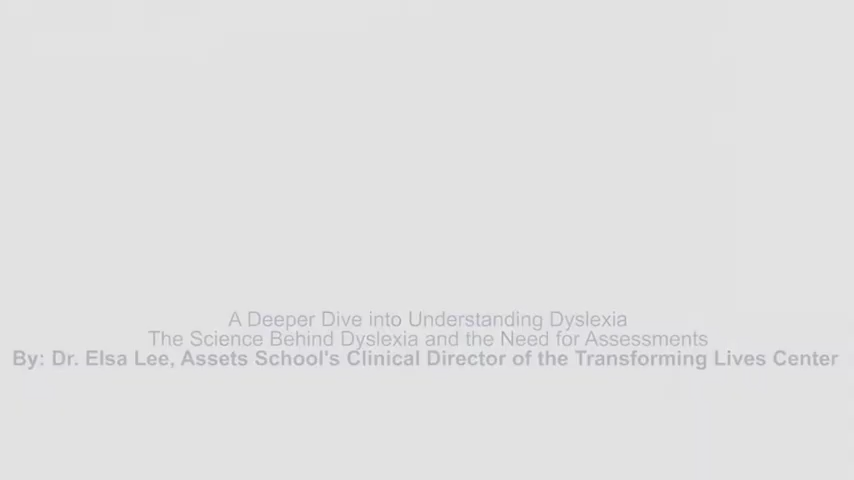 A Deeper Dive into Understanding Dyslexia
The Science Behind Dyslexia and the Need for Assessments
By: Dr. Elsa Lee, Assets School's Clinical Director of the Transforming Lives Center